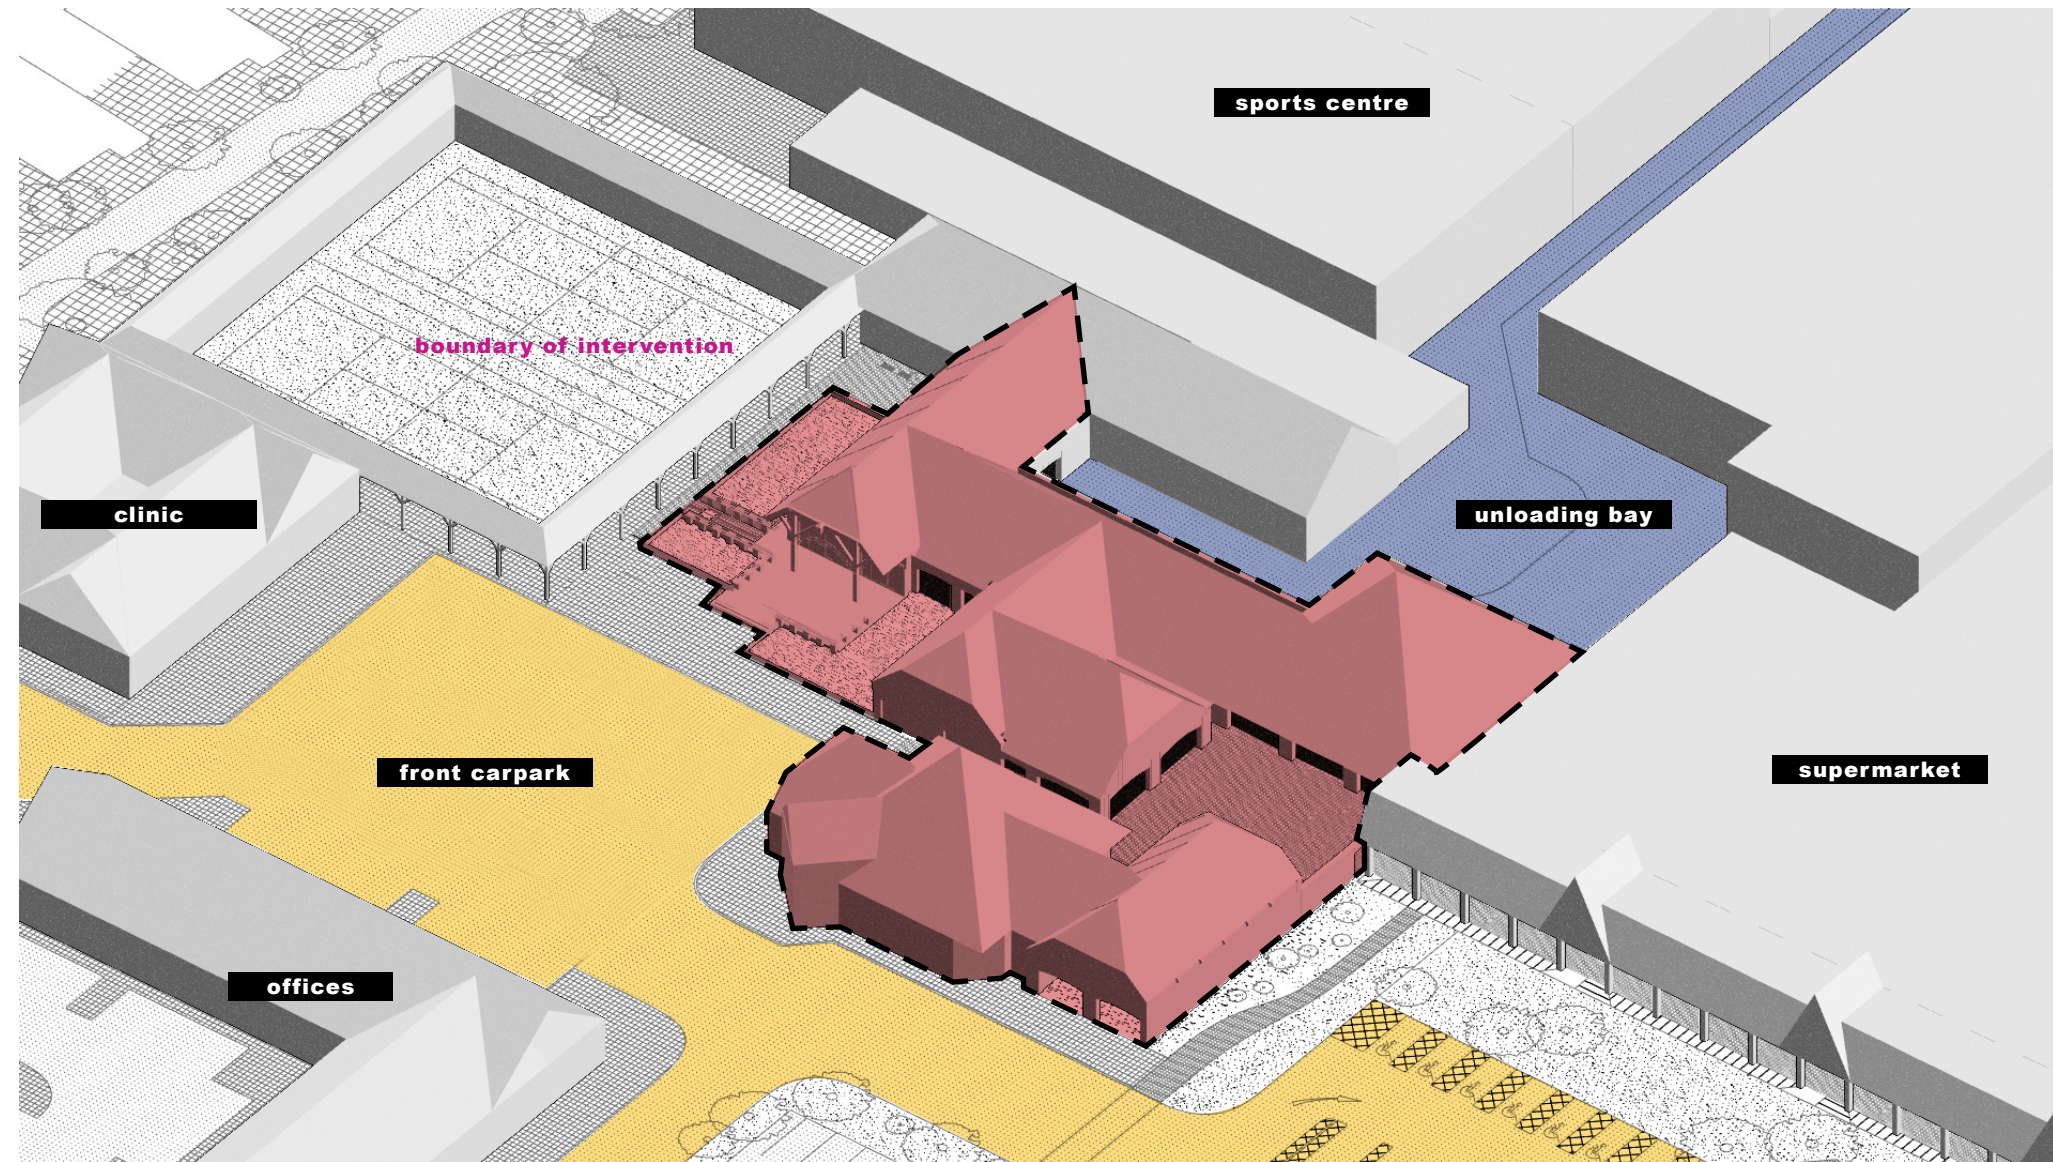 sports centre
boundary of intervention
clinic
unloading bay
front carpark
supermarket
offices